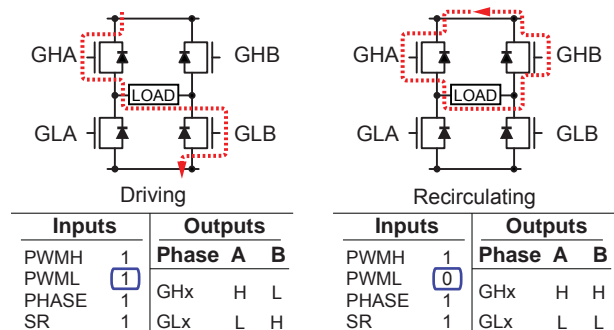 GHA GHB
LOAD
GLA GLB
Driving
Inputs Outputs
PWMH 1
PWML 1
PHASE 1
SR 1
Phase A B
GHx H L
GLx L H
GHA GHB
LOAD
GLA GLB
Recirculating
Inputs Outputs
PWMH 1
PWML 0
PHASE 1
SR 1
Phase A B
GHx H H
GLx L L